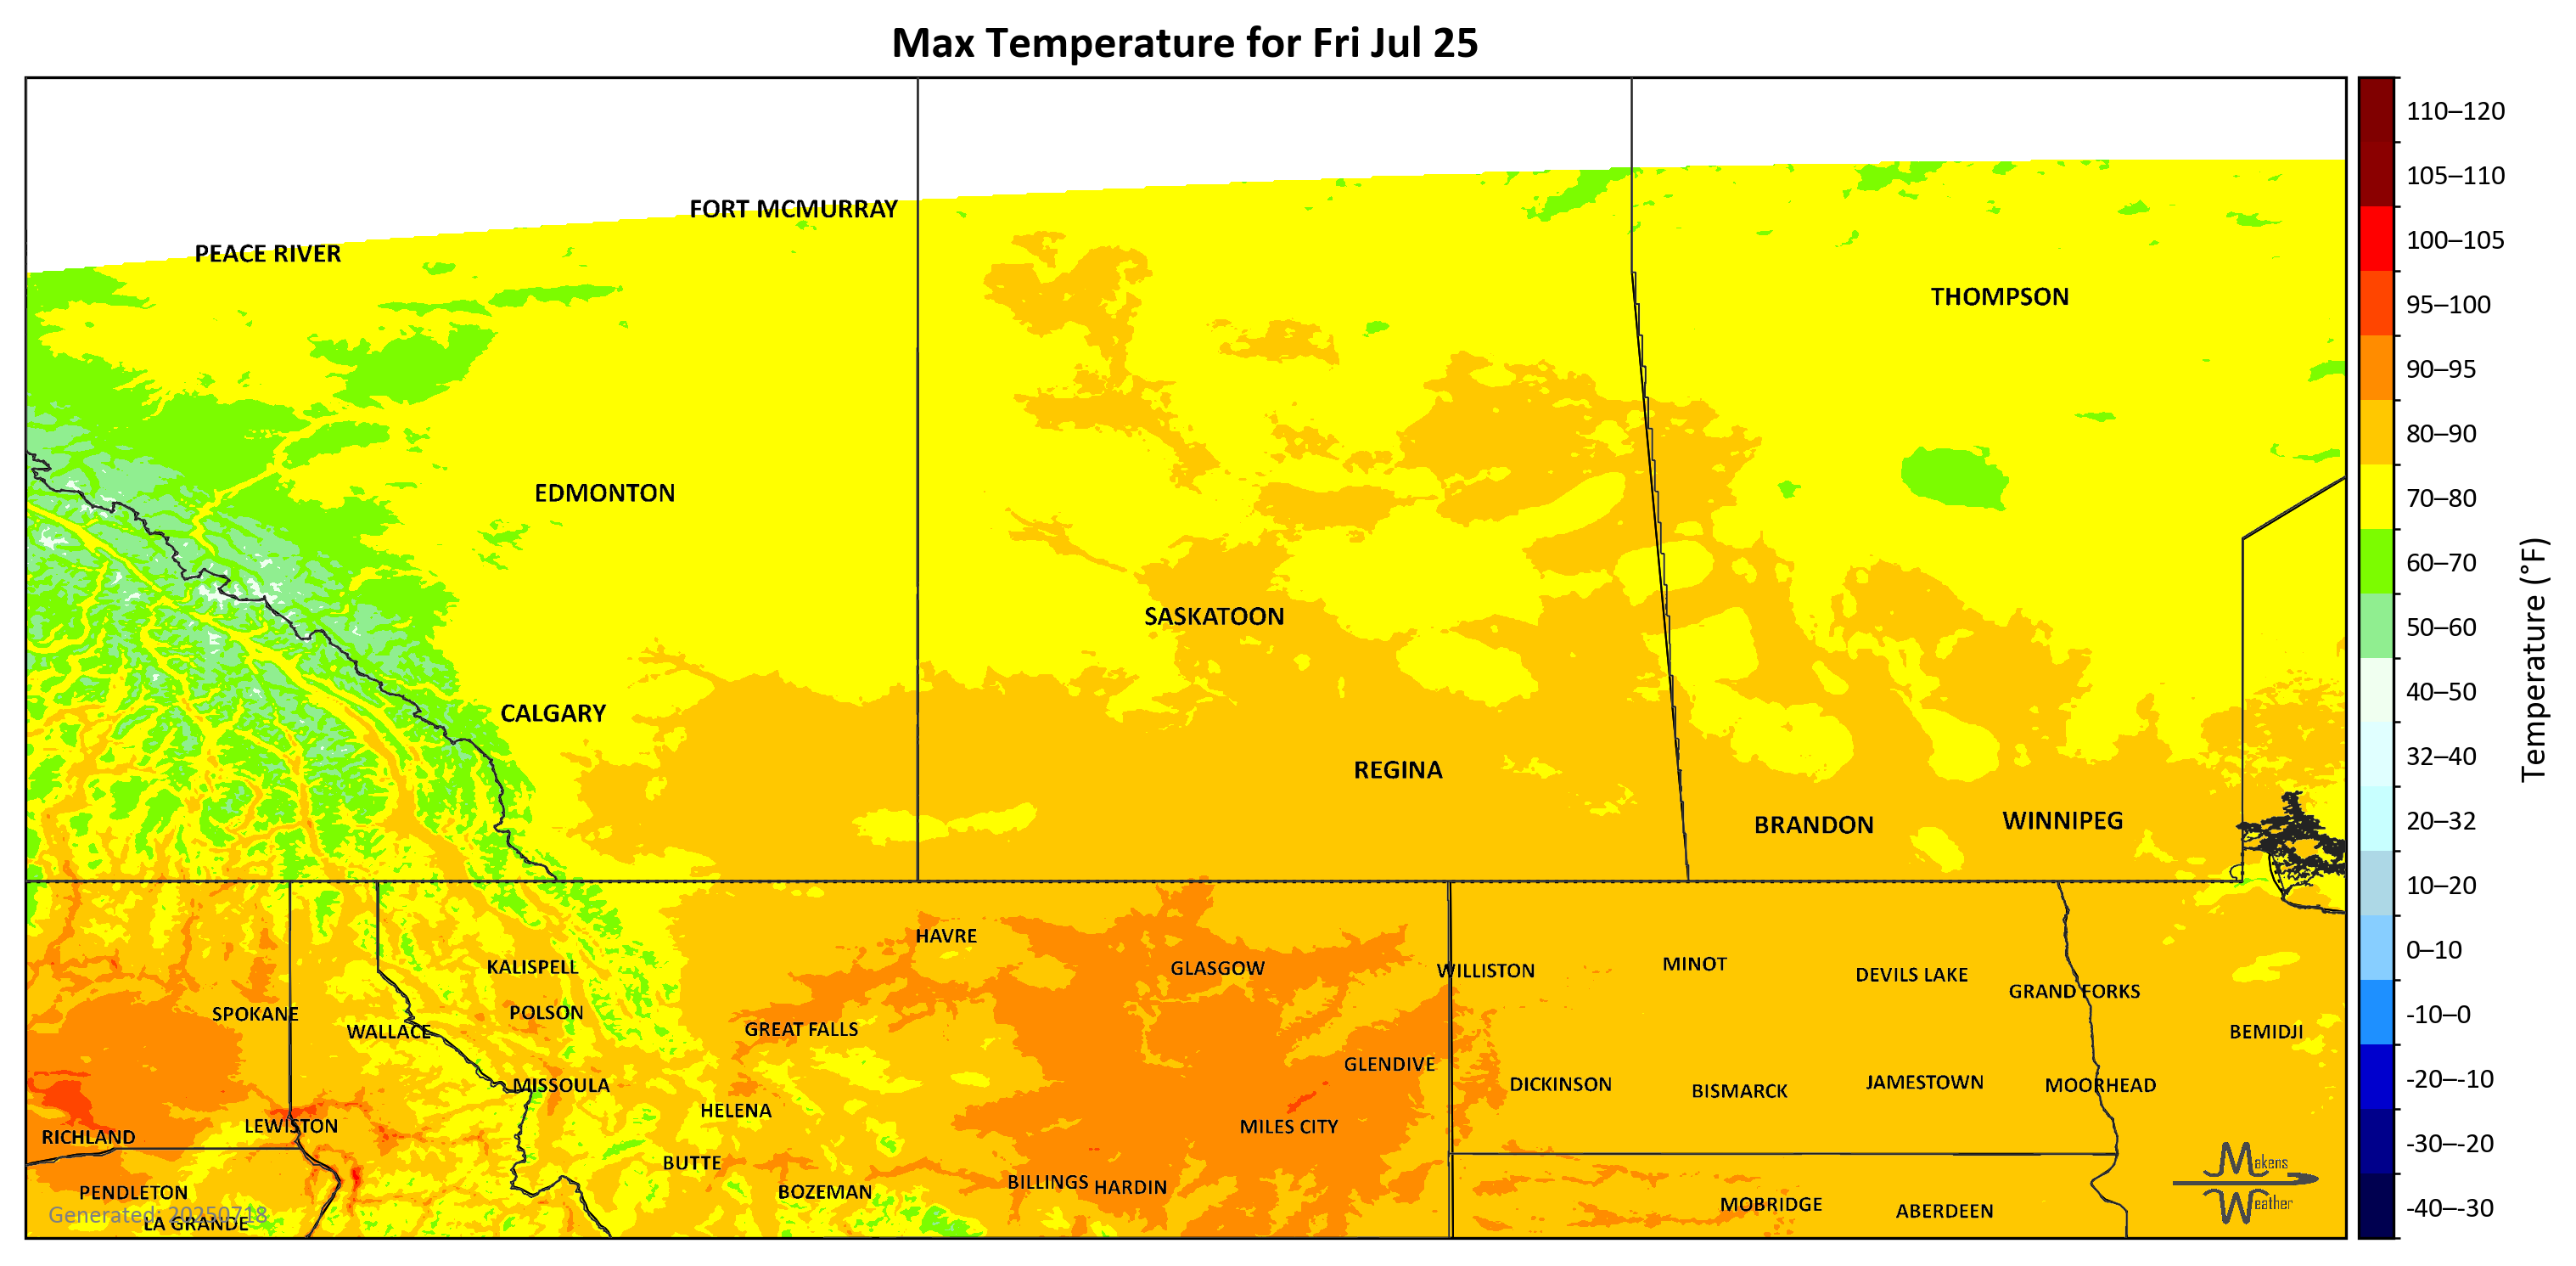 Max Temperature for Fri Jul 25
FORT MCMURRAY
PEACE RIVER
THOMPSON
EDMONTON
SASKATOON
CALGARY
REGINA
BRANDON
WINNIPEG
HAVRE
KALISPELL
GLASGOW
WILLISTON
MINOT
DEVILS LAKE
GRAND FORKS
SPOKANE
POLSON
WALLACE
GREAT FALLS
BEMIDJI
GLENDIVE
MISSOULA
DICKINSON
BISMARCK
JAMESTOWN
MOORHEAD
HELENA
LEWISTON
MILES CITY
RICHLAND
BUTTE
BILLINGS
HARDIN
PENDLETON
BOZEMAN
MOBRIDGE
ABERDEEN
Generated: 20250718
LA GRANDE
Makens
Weather
110–120
105–110
100–105
95–100
90–95
80–90
70–80
60–70
50–60
40–50
32–40
20–32
10–20
0–10
-10–0
-20–-10
-30–-20
-40–-30
Temperature (°F)